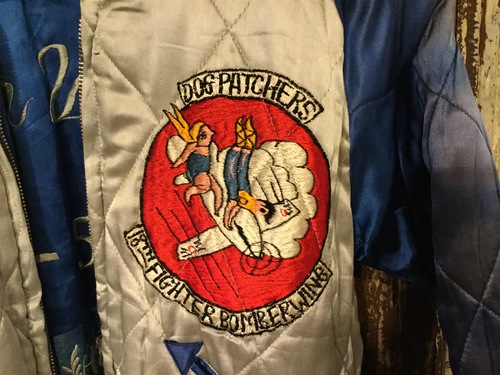 DOG PATCHERS
18TH FIGHTER BOMBER WING